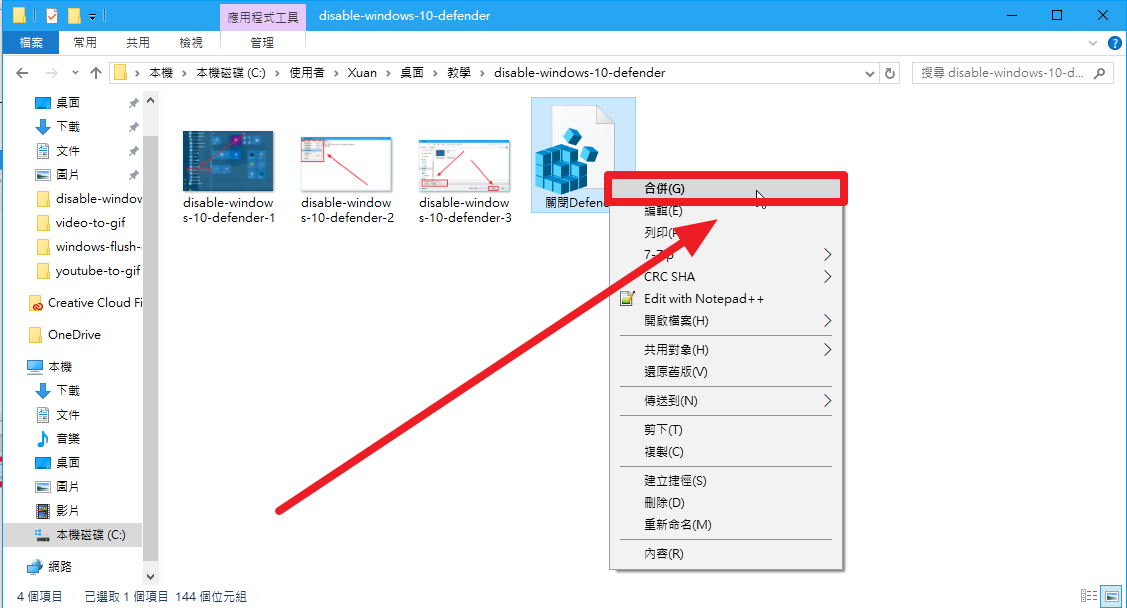 應用程式工具
disable-windows-10-defender
檔案
常用
共用
檢視
管理
本機 > 本機磁碟 (C:) > 使用者 > Xuan > 桌面 > 教學 > disable-windows-10-defender
搜尋 disable-windows-10-d...
桌面
下載
文件
圖片
disable-window
video-to-gif
windows-flush-
youtube-to-gif
Creative Cloud Fi
OneDrive
本機
下載
文件
音樂
桌面
圖片
影片
本機磁碟 (C:)
網路
disable-window
s-10-defender-1
disable-window
s-10-defender-2
disable-window
s-10-defender-3
關閉Defend
合併(G)
編輯(E)
列印(P)
7-Zip
CRC SHA
Edit with Notepad++
開啟檔案(H)
共用對象(H)
還原舊版(V)
傳送到(N)
剪下(T)
複製(C)
建立捷徑(S)
刪除(D)
重新命名(M)
內容(R)
4 個項目
已選取 1 個項目 144 個位元組